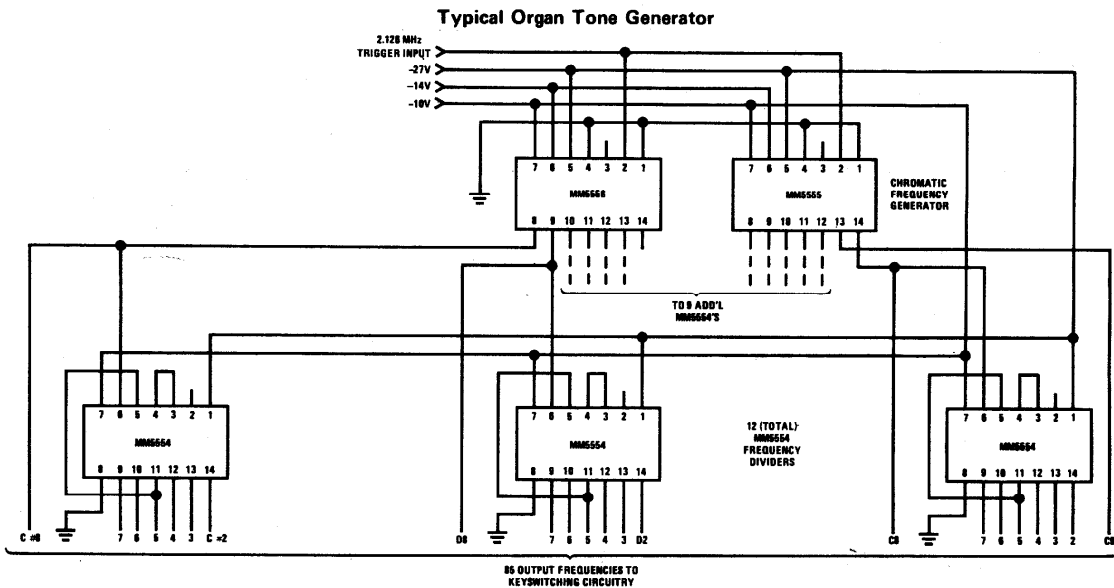 Typical Organ Tone Generator
2.126 MHz
TRIGGER INPUT
–27V
–14V
–10V
7 6 5 4 3 2 1
MM5556
8 9 10 11 12 13 14
7 6 5 4 3 2 1
MM5555
8 9 10 11 12 13 14
CHROMATIC
FREQUENCY
GENERATOR
TO 9 ADD'L
MM5554'S
7 6 5 4 3 2 1
MM5554
8 9 10 11 12 13 14
7 6 5 4 3 2 1
MM5554
8 9 10 11 12 13 14
12 (TOTAL)
MM5554
FREQUENCY
DIVIDERS
7 6 5 4 3 2 1
MM5554
8 9 10 11 12 13 14
C #8 7 6 5 4 3 C #2 D8 7 6 5 4 3 D2 C8 7 6 5 4 3 2
85 OUTPUT FREQUENCIES TO
KEYSWITCHING CIRCUITRY